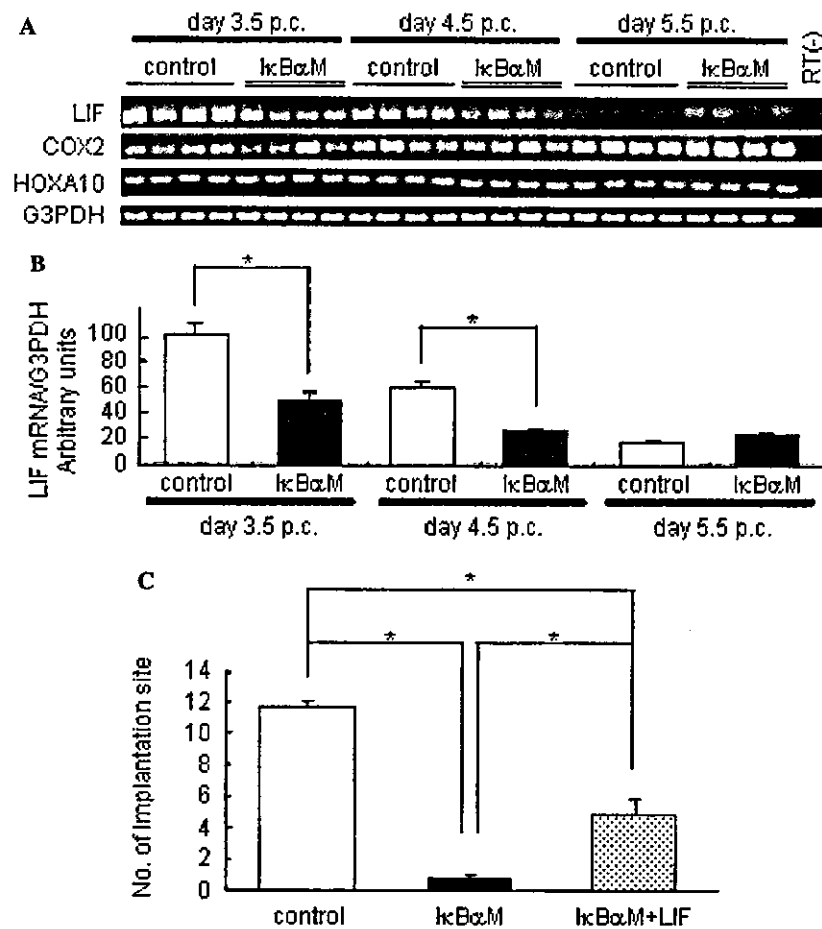 A
day 3.5 p.c. day 4.5 p.c. day 5.5 p.c. RT(-)
control IκBαM control IκBαM control IκBαM
LIF
COX2
HOXA10
G3PDH
B
LIF mRNA/G3PDH
Arbitrary units
100
80
60
40
20
0
* *
control IκBαM control IκBαM control IκBαM
day 3.5 p.c. day 4.5 p.c. day 5.5 p.c.
C
*
* *
No. of Implantation site
14
12
10
8
6
4
2
0
control IκBαM IκBαM+LIF